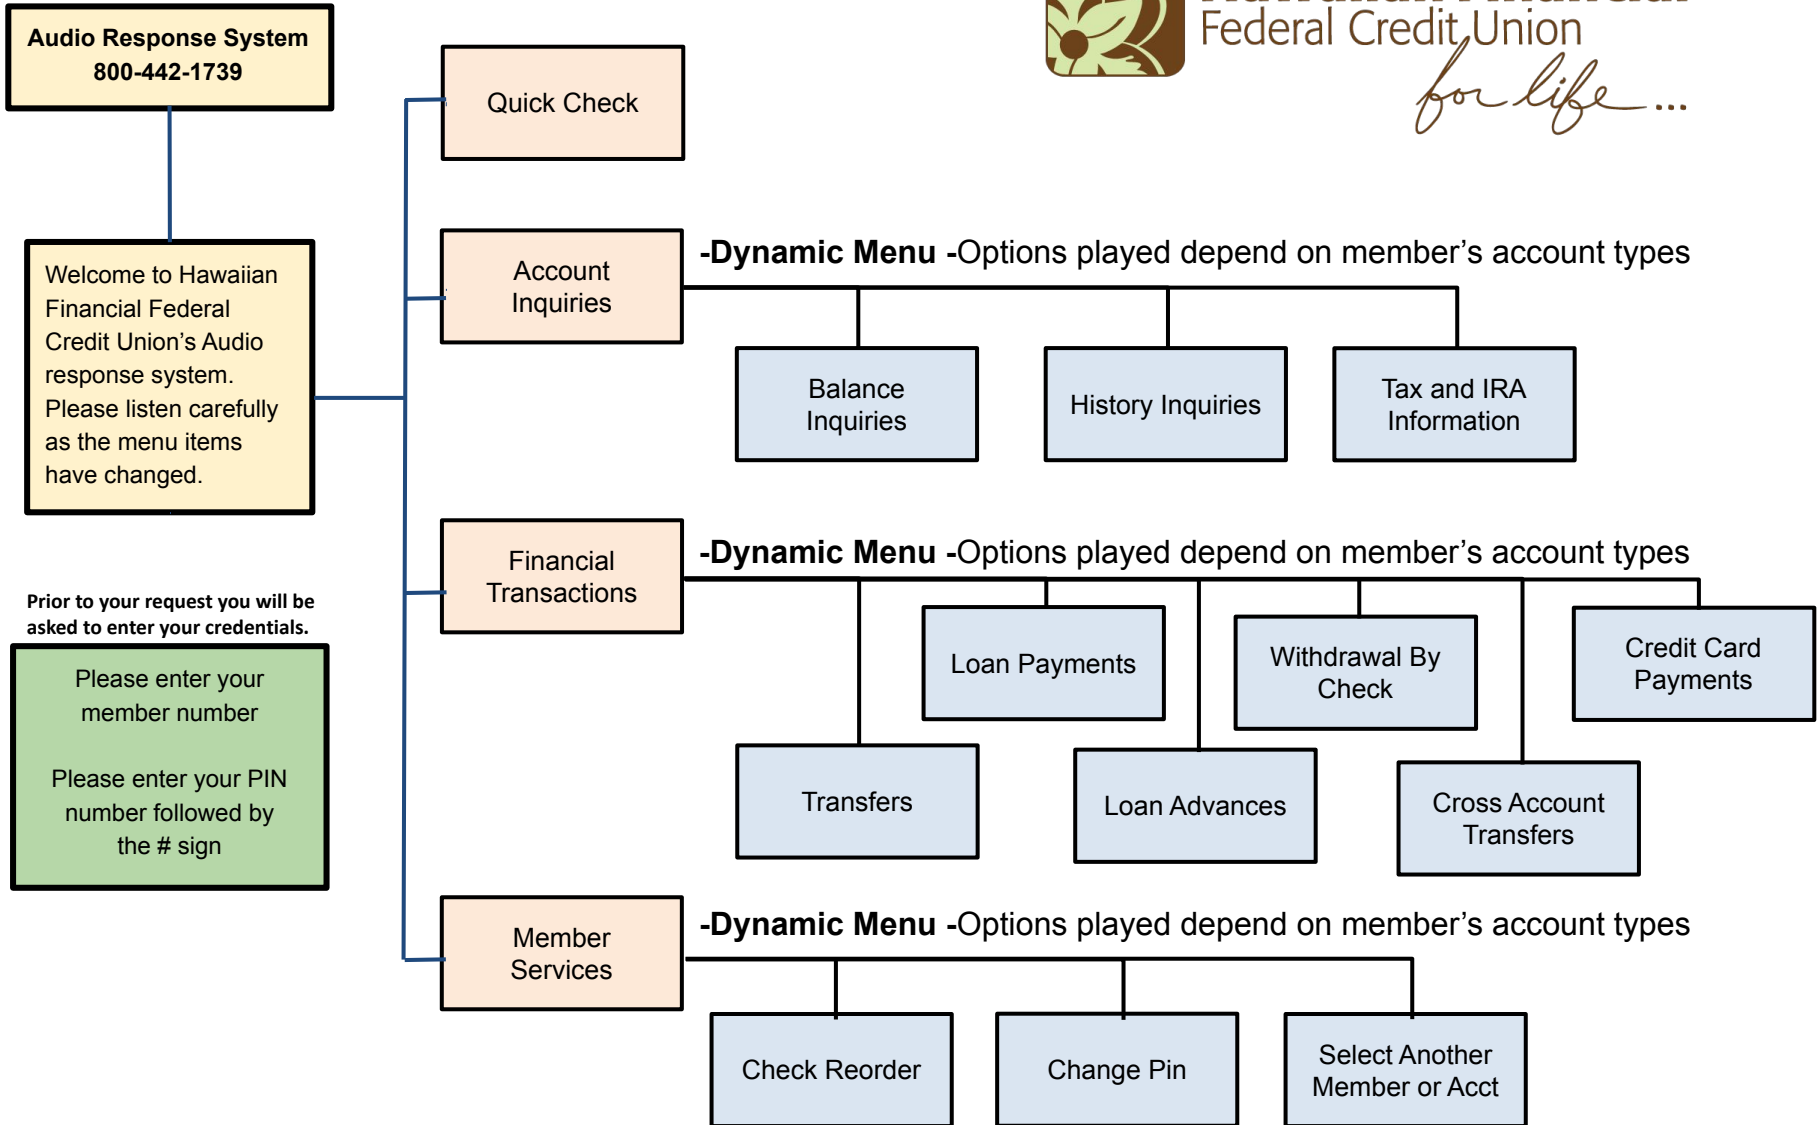 Audio Response System
800-442-1739
Federal Credit Union
for life...
Quick Check
Welcome to Hawaiian
Financial Federal
Credit Union’s Audio
response system.
Please listen carefully
as the menu items
have changed.
Account
Inquiries
-Dynamic Menu -Options played depend on member’s account types
Balance
Inquiries
History Inquiries
Tax and IRA
Information
Financial
Transactions
-Dynamic Menu -Options played depend on member’s account types
Loan Payments
Withdrawal By
Check
Credit Card
Payments
Transfers
Loan Advances
Cross Account
Transfers
Prior to your request you will be
asked to enter your credentials.
Please enter your
member number
Please enter your PIN
number followed by
the # sign
Member
Services
-Dynamic Menu -Options played depend on member’s account types
Check Reorder
Change Pin
Select Another
Member or Acct